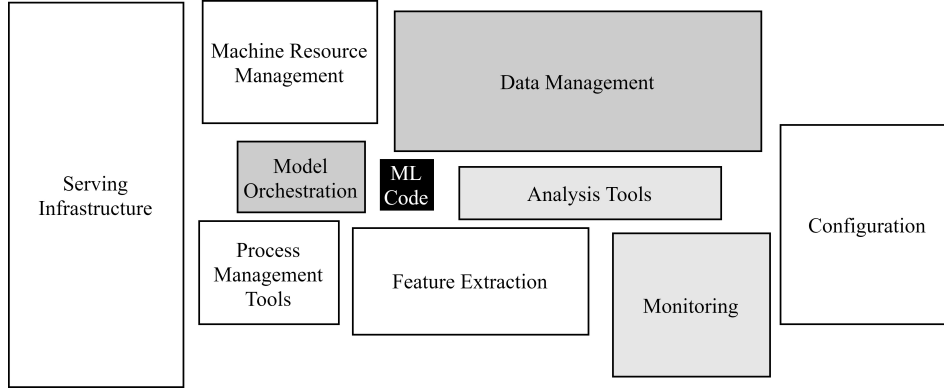 Serving
Infrastructure
Machine Resource
Management
Data Management
Model
Orchestration
ML
Code
Analysis Tools
Process
Management
Tools
Feature Extraction
Monitoring
Configuration